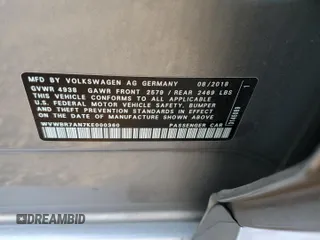 MFD BY VOLKSWAGEN AG GERMANY 08/2018
GVWR 4938 GAWR FRONT 2579 / REAR 2469 LBS
THIS VEHICLE CONFORMS TO ALL APPLICABLE
U.S. FEDERAL MOTOR VEHICLE SAFETY, BUMPER,
AND THEFT PREVENTION STANDARDS IN EFFECT
ON THE DATE OF MANUFACTURE SHOWN ABOVE.
PASSENGER CAR
1
DREAMBID